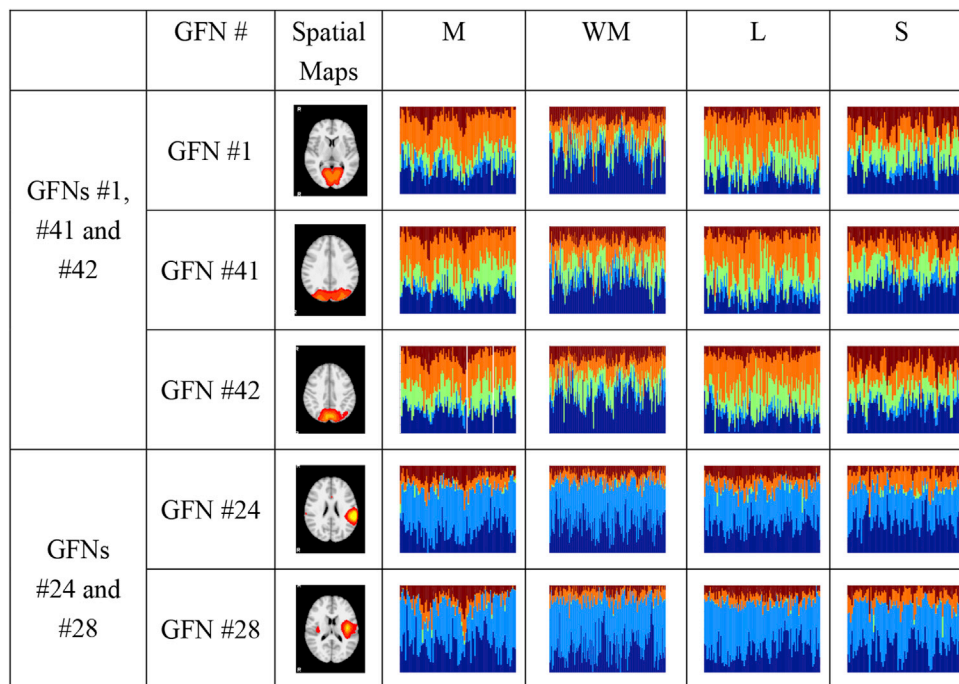 GFN # Spatial Maps M WM L S
GFNs #1, #41 and #42
GFN #1
GFN #41
GFN #42
GFNs #24 and #28
GFN #24
GFN #28